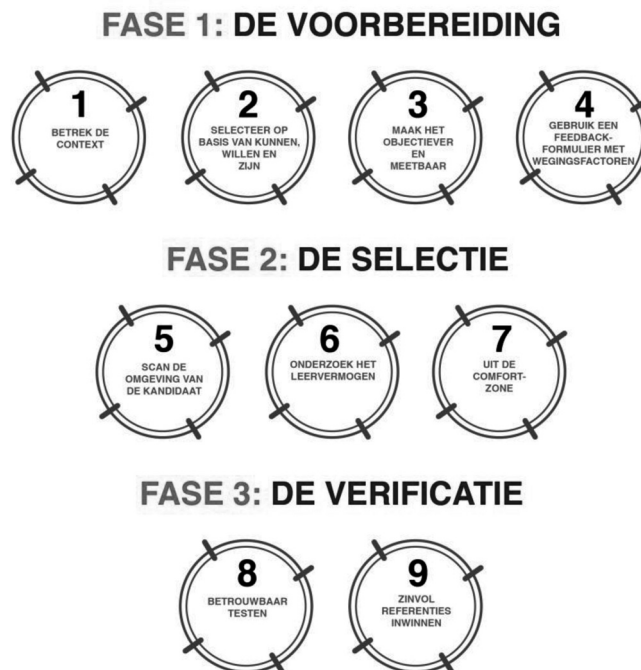 FASE 1: DE VOORBEREIDING
1
BETREK DE
CONTEXT
2
SELECTEER OP
BASIS VAN KUNNEN,
WILLEN EN
ZIJN
3
MAAK HET
OBJECTIEVER
EN
MEETBAAR
4
GEBRUIK EEN
FEEDBACK-
FORMULIER MET
WEGINGSFACTOREN
FASE 2: DE SELECTIE
5
SCAN DE
OMGEVING VAN
DE KANDIDAAT
6
ONDERZOEK HET
LEERVERMOGEN
7
UIT DE
COMFORT-
ZONE
FASE 3: DE VERIFICATIE
8
BETROUWBAAR
TESTEN
9
ZINVOL
REFERENTIES
INWINNEN